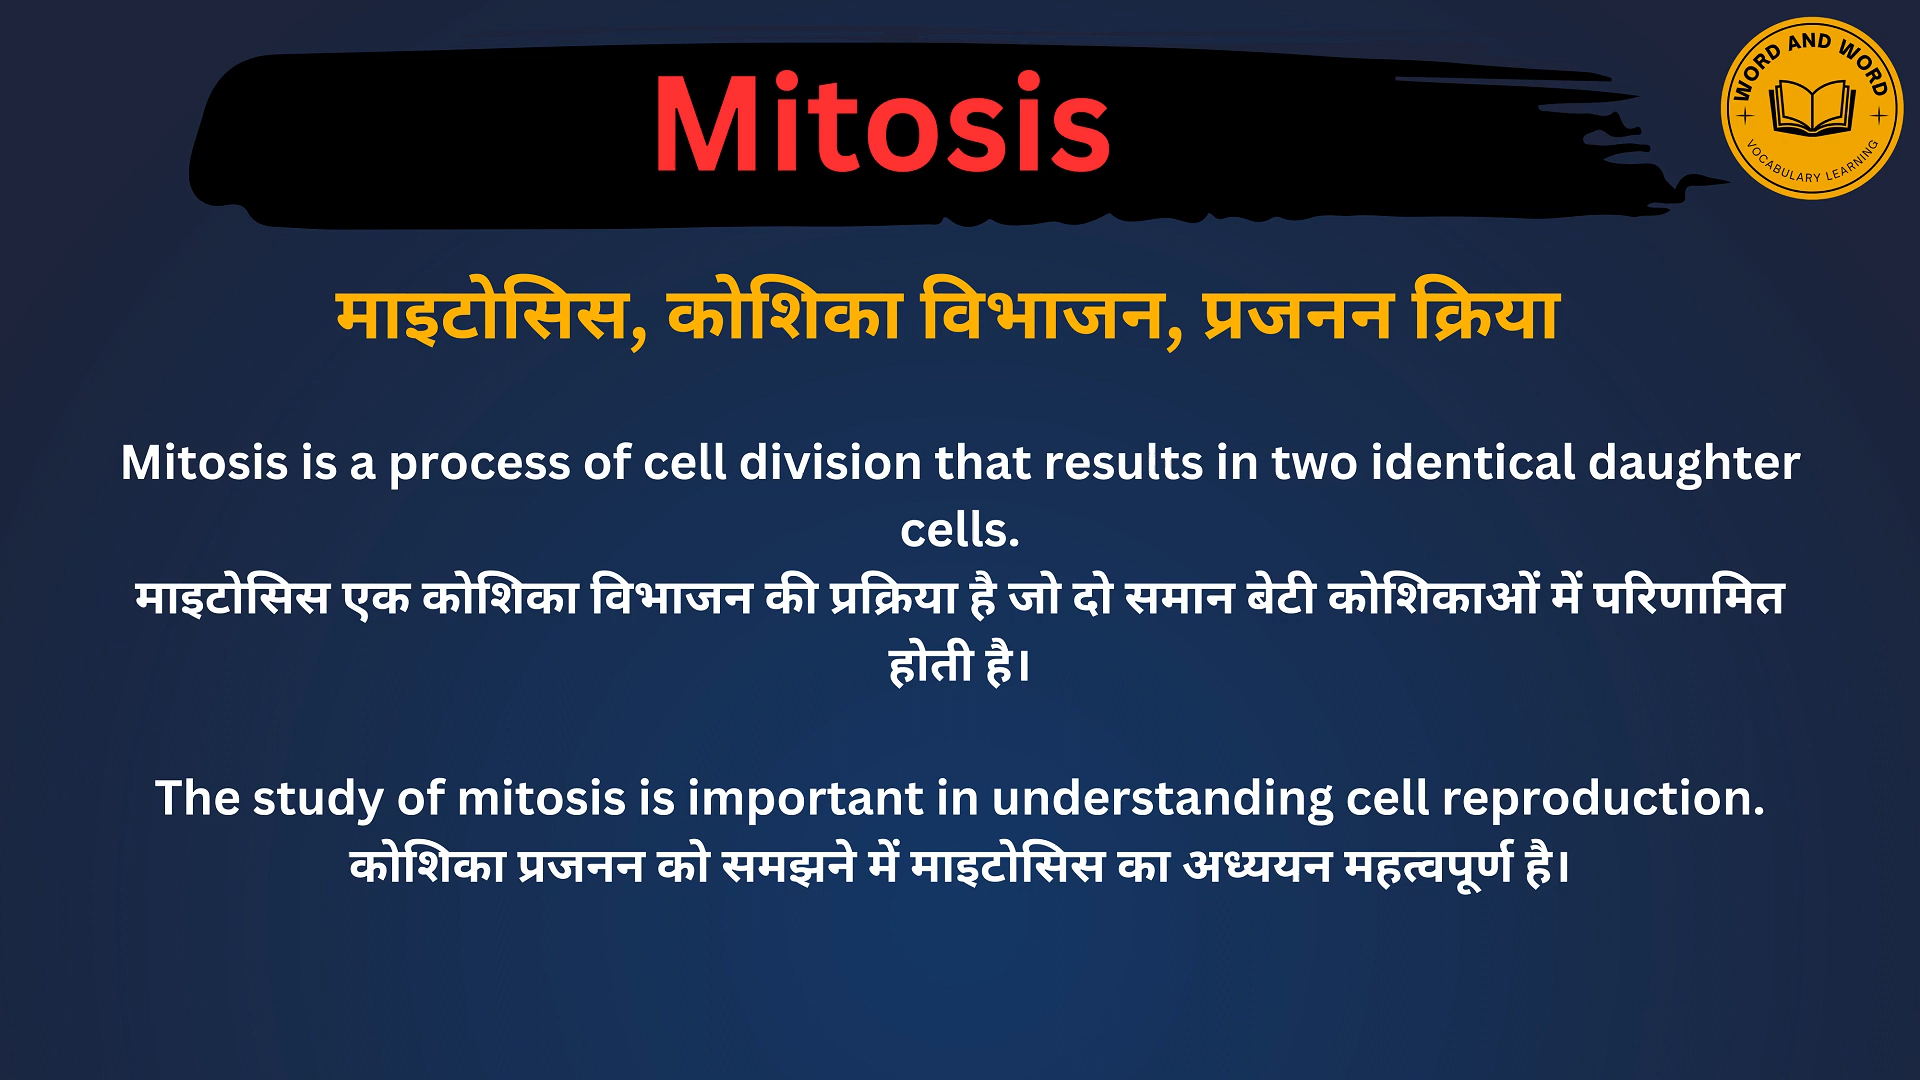 Mitosis
WORD AND WORD
VOCABULARY LEARNING
माइटोसिस, कोशिका विभाजन, प्रजनन क्रिया
Mitosis is a process of cell division that results in two identical daughter
cells.
माइटोसिस एक कोशिका विभाजन की प्रक्रिया है जो दो समान बेटी कोशिकाओं में परिणामित
होती है।
The study of mitosis is important in understanding cell reproduction.
कोशिका प्रजनन को समझने में माइटोसिस का अध्ययन महत्वपूर्ण है।